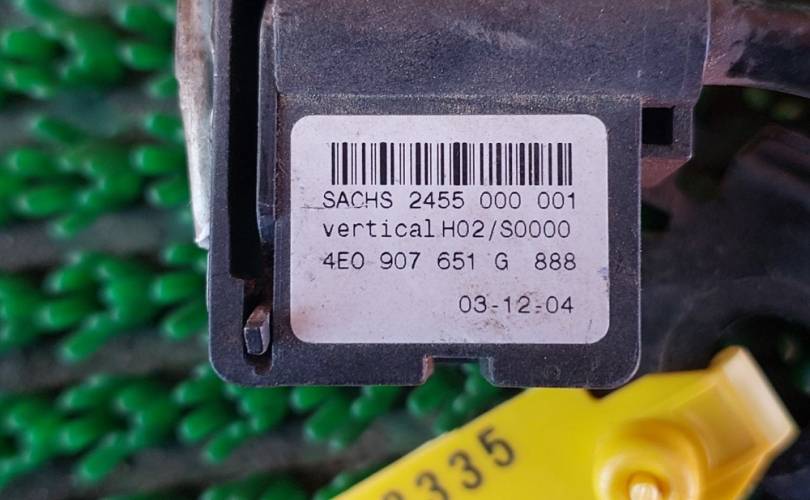 SACHS 2455 000 001
vertical H02/S0000
4E0 907 651 G 888
03-12-04
335